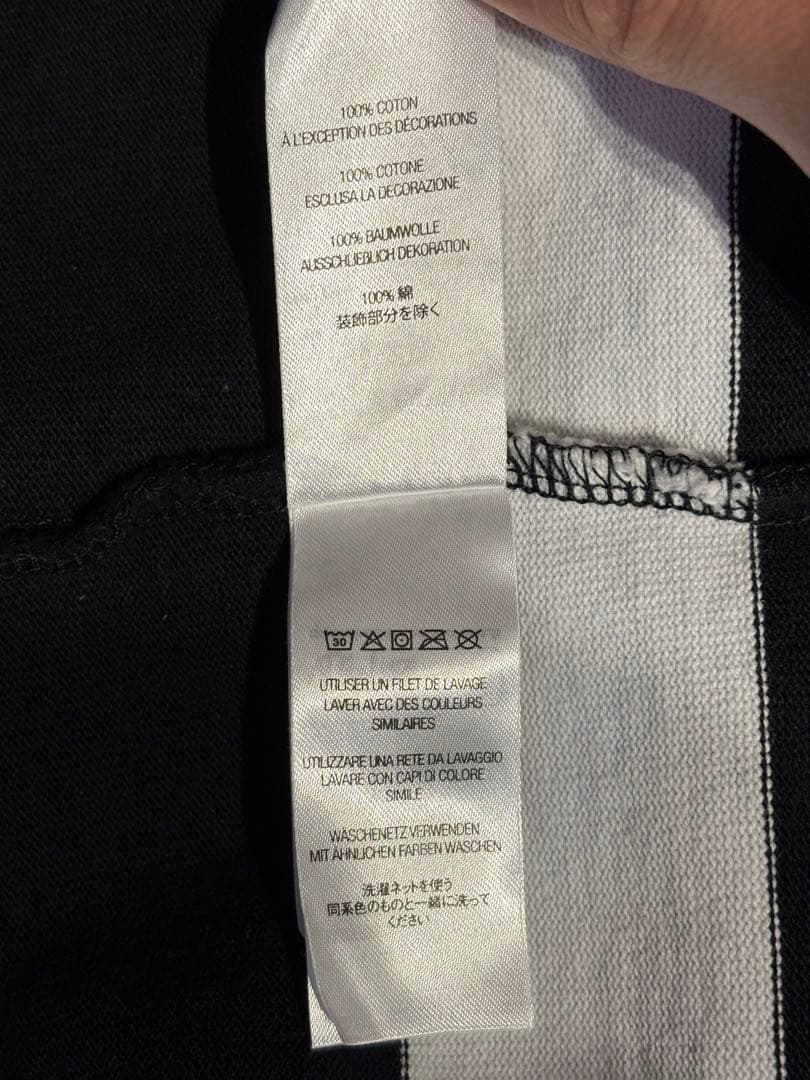 100% COTON
À L'EXCEPTION DES DÉCORATIONS
100% COTONE
ESCLUSA LA DECORAZIONE
100% BAUMWOLLE
AUSSCHLIEBLICH DEKORATION
100% 綿
装飾部分を除く
30
UTILISER UN FILET DE LAVAGE
LAVER AVEC DES COULEURS
SIMILAIRES
UTILIZZARE UNA RETE DA LAVAGGIO
LAVARE CON CAPI DI COLORE
SIMILE
WÄSCHENETZ VERWENDEN
MIT ÄHNLICHEN FARBEN WASCHEN
洗濯ネットを使う
同系色のものと一緒に洗って
ください